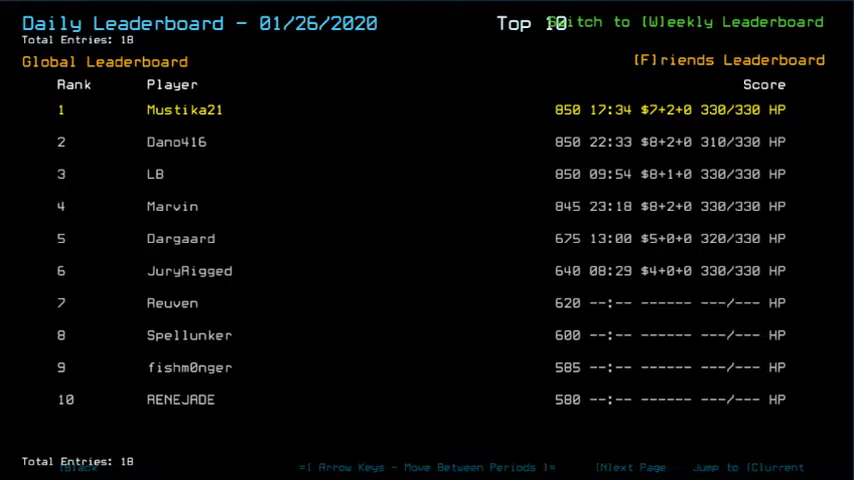 Daily Leaderboard - 01/26/2020 Top 10 Switch to [W]eekly Leaderboard
Total Entries: 18
Global Leaderboard [F]riends Leaderboard
Rank Player Score
1 Mustika21 850 17:34 $7+2+0 330/330 HP
2 Dano416 850 22:33 $8+2+0 310/330 HP
3 LB 850 09:54 $8+1+0 330/330 HP
4 Marvin 845 23:18 $8+2+0 330/330 HP
5 Dargaard 675 13:00 $5+0+0 320/330 HP
6 JuryRigged 640 08:29 $4+0+0 330/330 HP
7 Reuven 620 --:-- ------ ---/--- HP
8 Spellunker 600 --:-- ------ ---/--- HP
9 fishm0nger 585 --:-- ------ ---/--- HP
10 RENEJADE 580 --:-- ------ ---/--- HP
Total Entries: 18
[B]ack =[ Arrow Keys - Move Between Periods ]= [N]ext Page Jump to [C]urrent